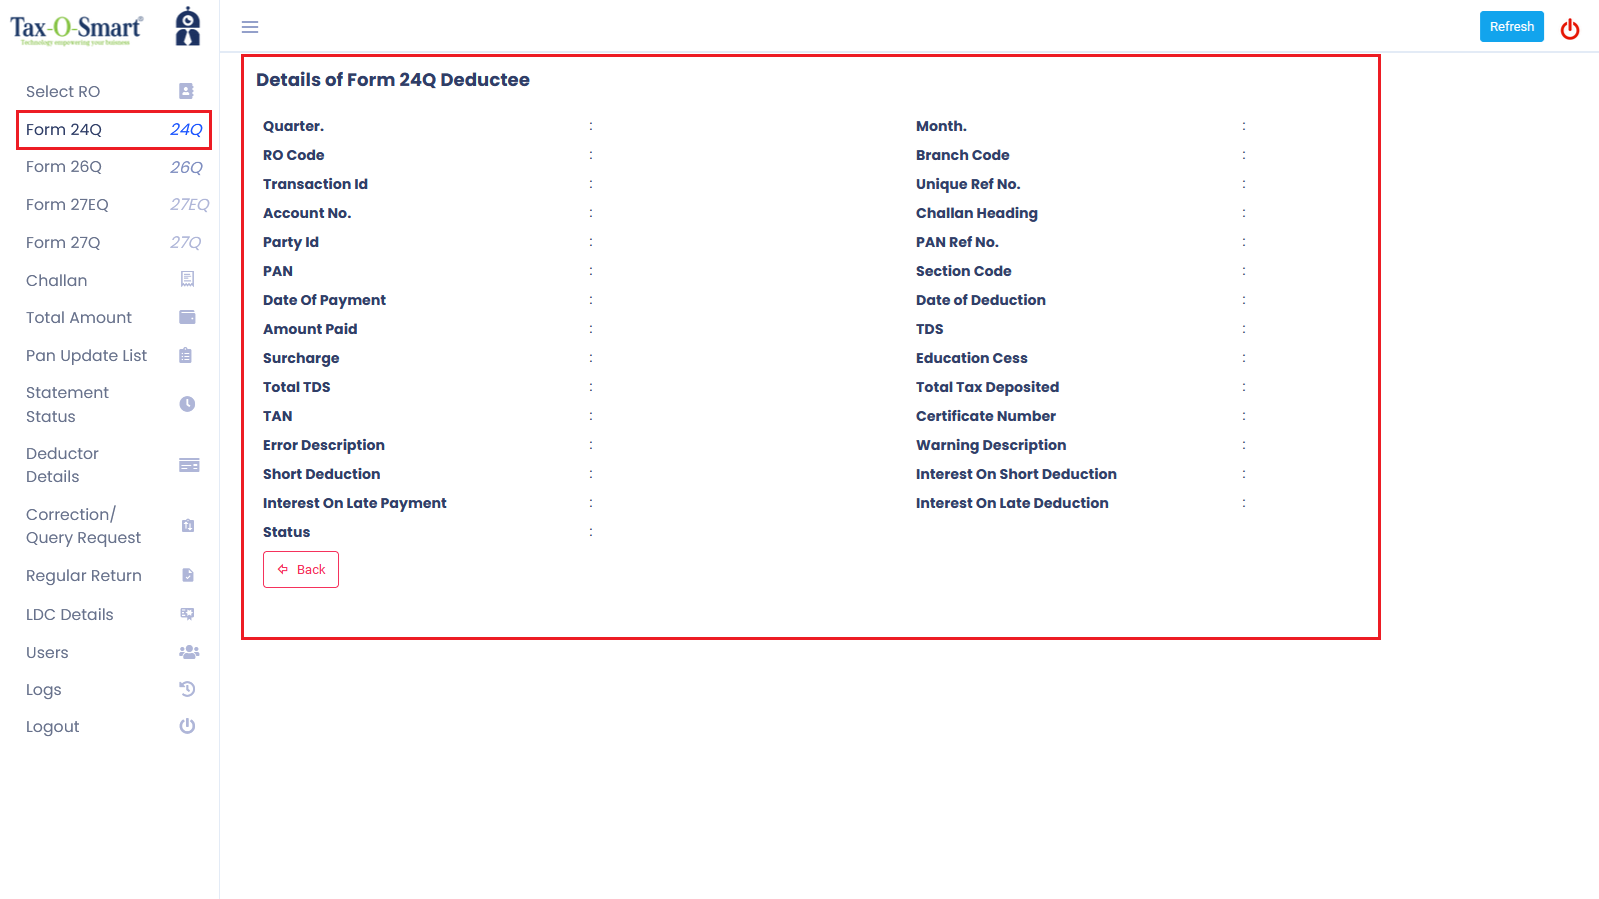 Tax-O-Smart®
Technology empowering your business
Refresh
Select RO
Form 24Q 24Q
Form 26Q 26Q
Form 27EQ 27EQ
Form 27Q 27Q
Challan
Total Amount
Pan Update List
Statement
Status
Deductor
Details
Correction/
Query Request
Regular Return
LDC Details
Users
Logs
Logout
Details of Form 24Q Deductee
Quarter. : Month. :
RO Code : Branch Code :
Transaction Id : Unique Ref No. :
Account No. : Challan Heading :
Party Id : PAN Ref No. :
PAN : Section Code :
Date Of Payment : Date of Deduction :
Amount Paid : TDS :
Surcharge : Education Cess :
Total TDS : Total Tax Deposited :
TAN : Certificate Number :
Error Description : Warning Description :
Short Deduction : Interest On Short Deduction :
Interest On Late Payment : Interest On Late Deduction :
Status :
Back